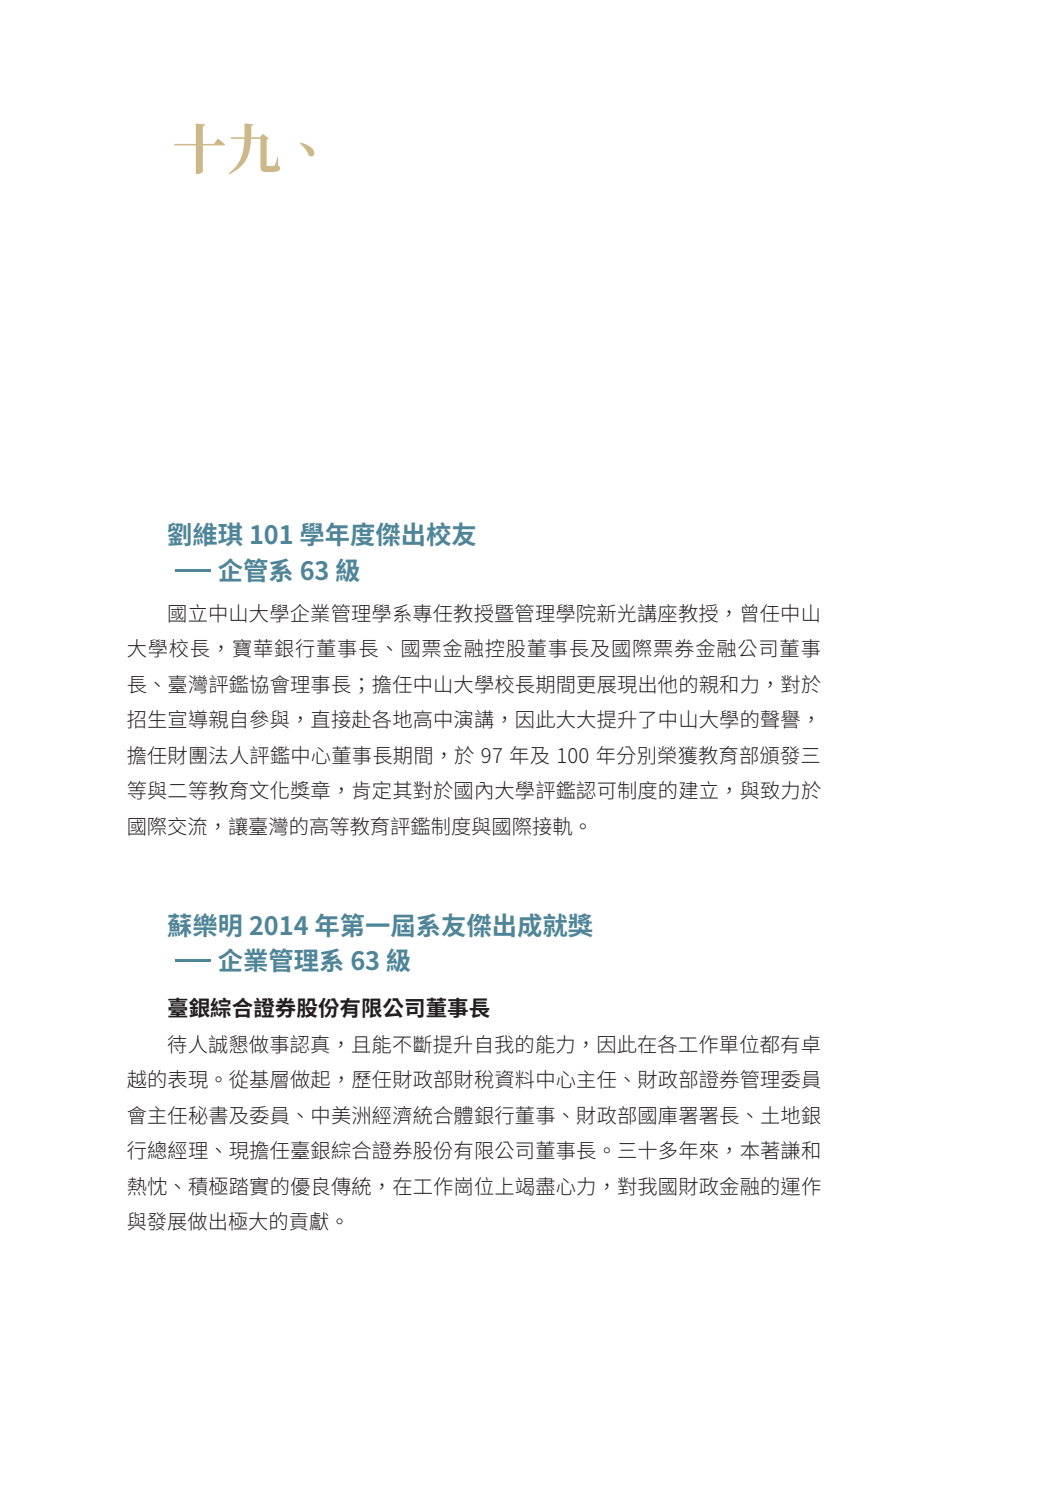 十九、
劉維琪 101 學年度傑出校友
── 企管系 63 級
國立中山大學企業管理學系專任教授暨管理學院新光講座教授，曾任中山
大學校長，寶華銀行董事長、國票金融控股董事長及國際票券金融公司董事
長、臺灣評鑑協會理事長；擔任中山大學校長期間更展現出他的親和力，對於
招生宣導親自參與，直接赴各地高中演講，因此大大提升了中山大學的聲譽，
擔任財團法人評鑑中心董事長期間，於 97 年及 100 年分別榮獲教育部頒發三
等與二等教育文化獎章，肯定其對於國內大學評鑑認可制度的建立，與致力於
國際交流，讓臺灣的高等教育評鑑制度與國際接軌。
蘇樂明 2014 年第一屆系友傑出成就獎
── 企業管理系 63 級
臺銀綜合證券股份有限公司董事長
待人誠懇做事認真，且能不斷提升自我的能力，因此在各工作單位都有卓
越的表現。從基層做起，歷任財政部財稅資料中心主任、財政部證券管理委員
會主任秘書及委員、中美洲經濟統合體銀行董事、財政部國庫署署長、土地銀
行總經理、現擔任臺銀綜合證券股份有限公司董事長。三十多年來，本著謙和
熱忱、積極踏實的優良傳統，在工作崗位上竭盡心力，對我國財政金融的運作
與發展做出極大的貢獻。